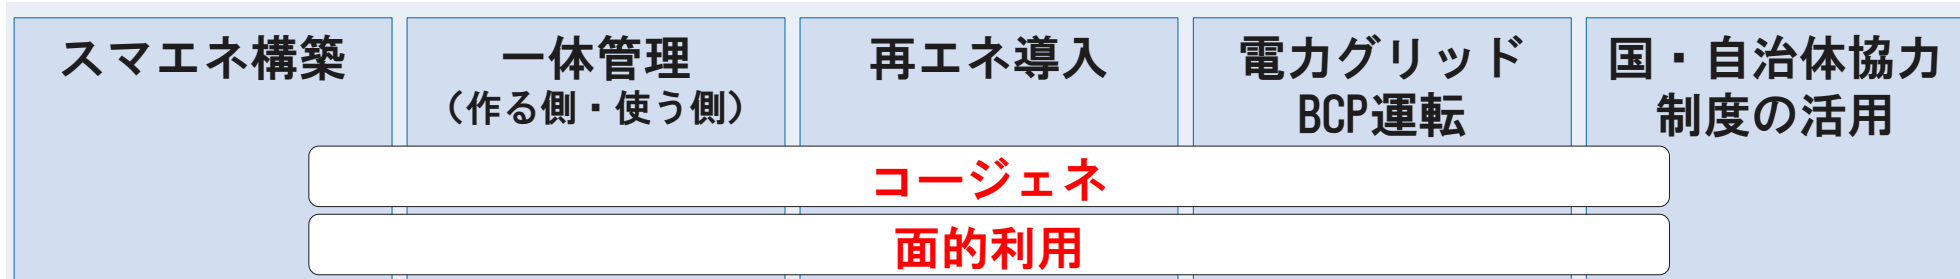 スマエネ構築
一体管理
（作る側・使う側）
再エネ導入
電力グリッド
BCP運転
国・自治体協力
制度の活用
コージェネ
面的利用